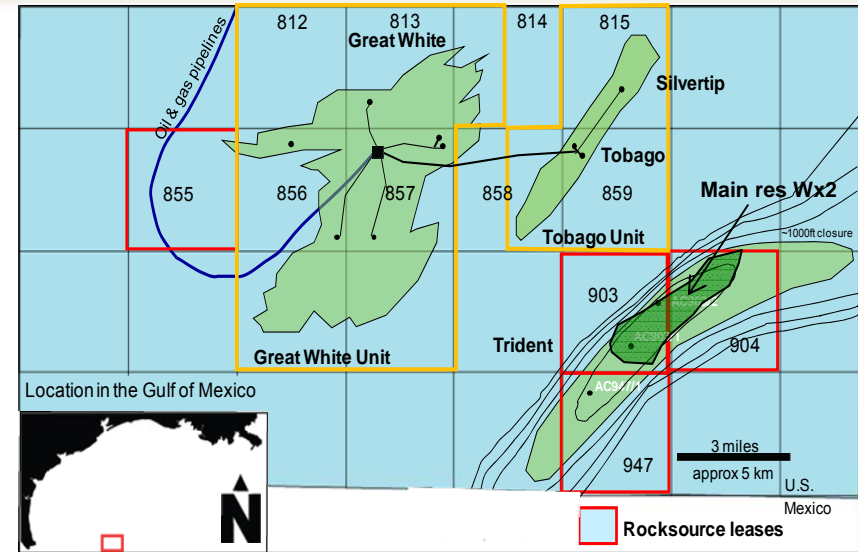 812
813
814
815
Great White
Oil & gas pipelines
Silvertip
Tobago
855
856
857
858
859
Main res Wx2
Tobago Unit
~1000ft closure
903
Trident
904
Great White Unit
Location in the Gulf of Mexico
AC947/1
3 miles
approx 5 km
947
U.S.
Mexico
N
Rocksource leases